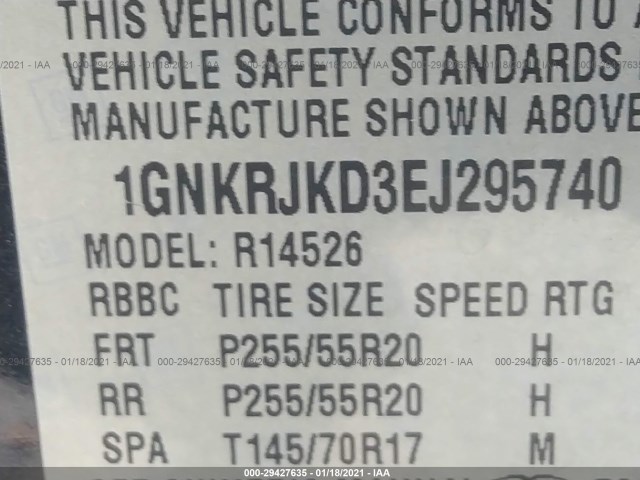 THIS VEHICLE CONFORMS TO
VEHICLE SAFETY STANDARDS
MANUFACTURE SHOWN ABOVE
1GNKRJKD3EJ295740
MODEL: R14526
RBBC TIRE SIZE SPEED RTG
FRT P255/55R20 H
RR P255/55R20 H
SPA T145/70R17 M
000-29427635 - 01/18/2021 - IAA